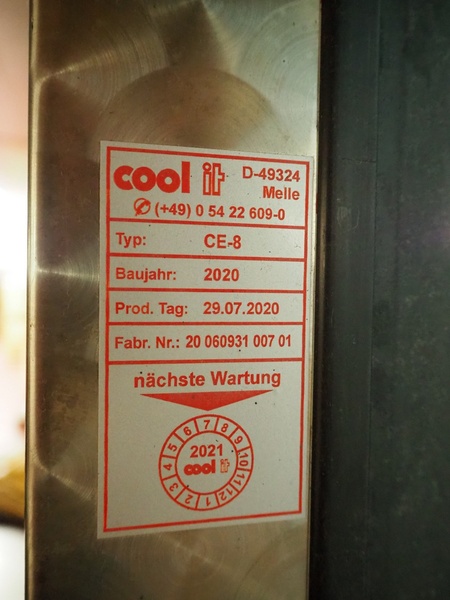 cool it D-49324
Melle
(+49) 0 54 22 609-0
Typ: CE-8
Baujahr: 2020
Prod. Tag: 29.07.2020
Fabr. Nr.: 20 060931 007 01
nächste Wartung
1 2 3 4 5 6 7 8 9 10 11 12
2021
cool it